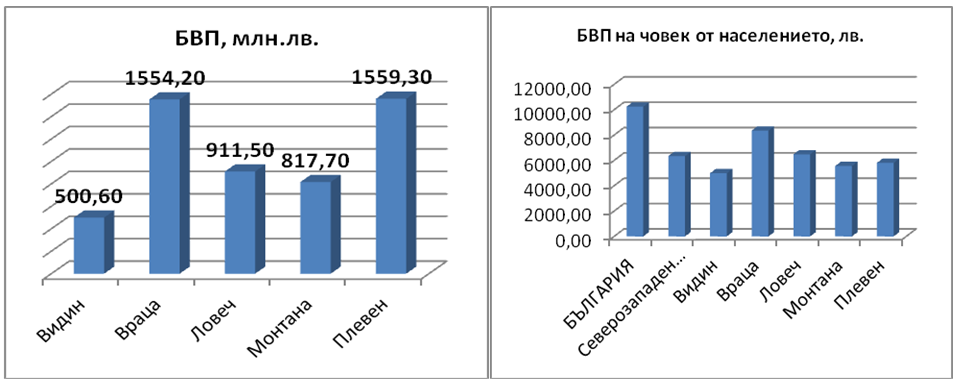 БВП, млн.лв.
500,60
1554,20
911,50
817,70
1559,30
Видин
Враца
Ловеч
Монтана
Плевен
БВП на човек от населението, лв.
12000,00
10000,00
8000,00
6000,00
4000,00
2000,00
0,00
БЪЛГАРИЯ
Северозападен...
Видин
Враца
Ловеч
Монтана
Плевен